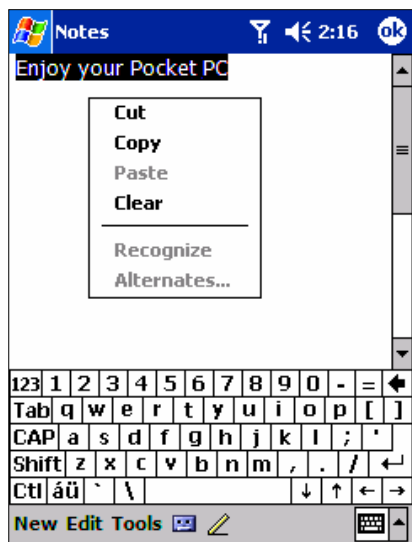 Notes 2:16 ok
Enjoy your Pocket PC
Cut
Copy
Paste
Clear
Recognize
Alternates...
123 1 2 3 4 5 6 7 8 9 0 - =
Tab q w e r t y u i o p [ ]
CAP a s d f g h j k l ; '
Shift z x c v b n m , . /
Ctl áü ` \ ↓ ↑ ← →
New Edit Tools